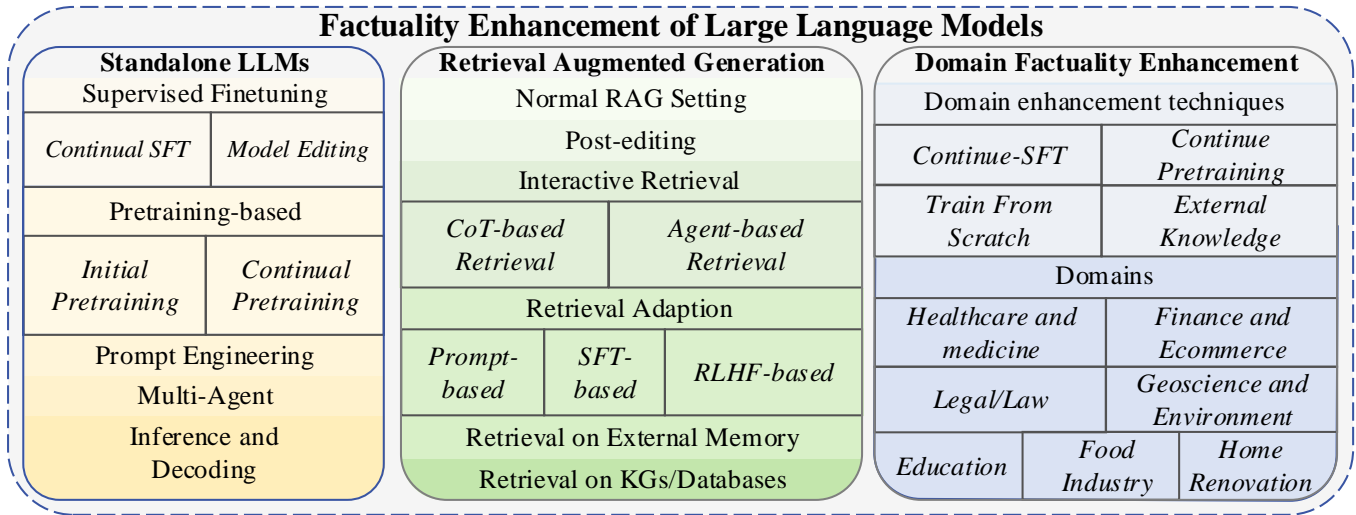 Factuality Enhancement of Large Language Models
Standalone LLMs
Supervised Finetuning
Continual SFT
Model Editing
Pretraining-based
Initial
Pretraining
Continual
Pretraining
Prompt Engineering
Multi-Agent
Inference and
Decoding
Retrieval Augmented Generation
Normal RAG Setting
Post-editing
Interactive Retrieval
CoT-based
Retrieval
Agent-based
Retrieval
Retrieval Adaption
Prompt-
based
SFT-
based
RLHF-based
Retrieval on External Memory
Retrieval on KGs/Databases
Domain Factuality Enhancement
Domain enhancement techniques
Continue-SFT
Continue
Pretraining
Train From
Scratch
External
Knowledge
Domains
Healthcare and
medicine
Finance and
Ecommerce
Legal/Law
Geoscience and
Environment
Education
Food
Industry
Home
Renovation